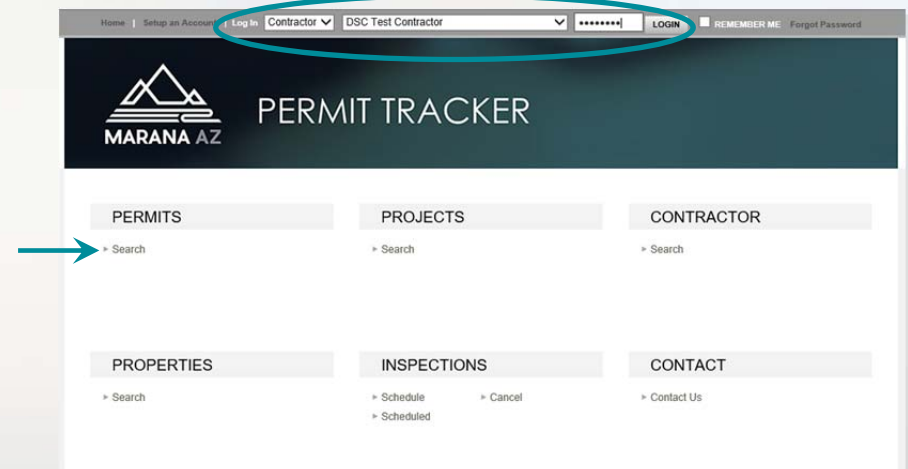 Home | Setup an Account | Log In Contractor DSC Test Contractor •••••••• LOGIN REMEMBER ME Forgot Password
MARANA AZ
PERMIT TRACKER
PERMITS PROJECTS CONTRACTOR
Search Search Search
PROPERTIES INSPECTIONS CONTACT
Search Schedule Cancel Contact Us
Scheduled